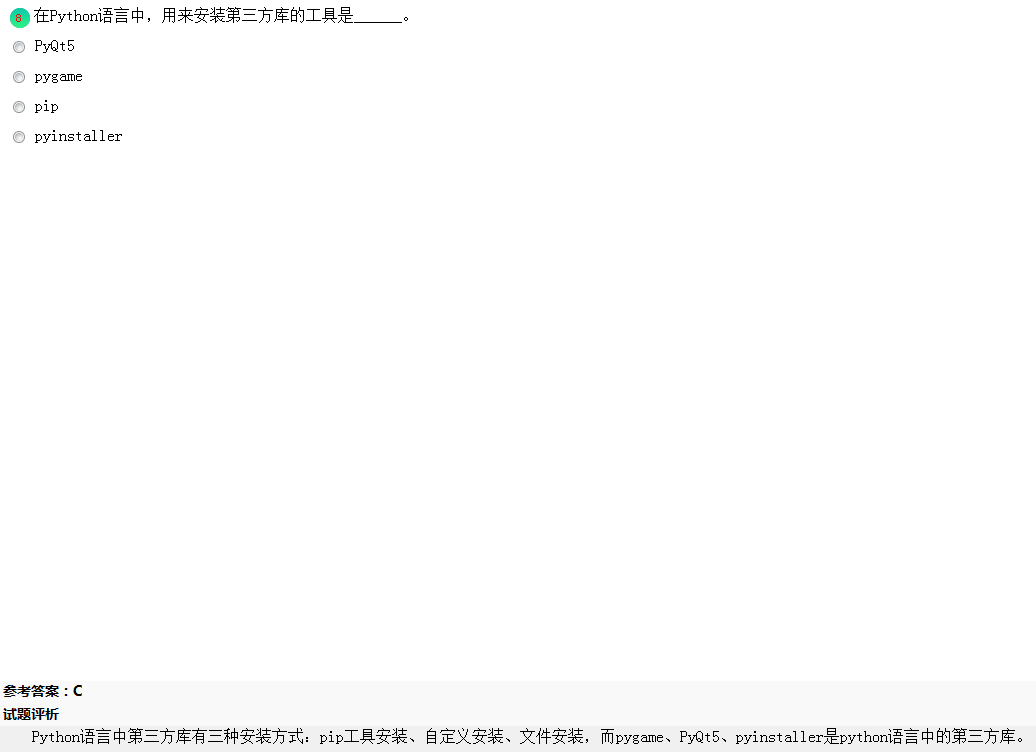 8 在Python语言中，用来安装第三方库的工具是______。
PyQt5
pygame
pip
pyinstaller
参考答案：C
试题评析
Python语言中第三方库有三种安装方式：pip工具安装、自定义安装、文件安装，而pygame、PyQt5、pyinstaller是python语言中的第三方库。